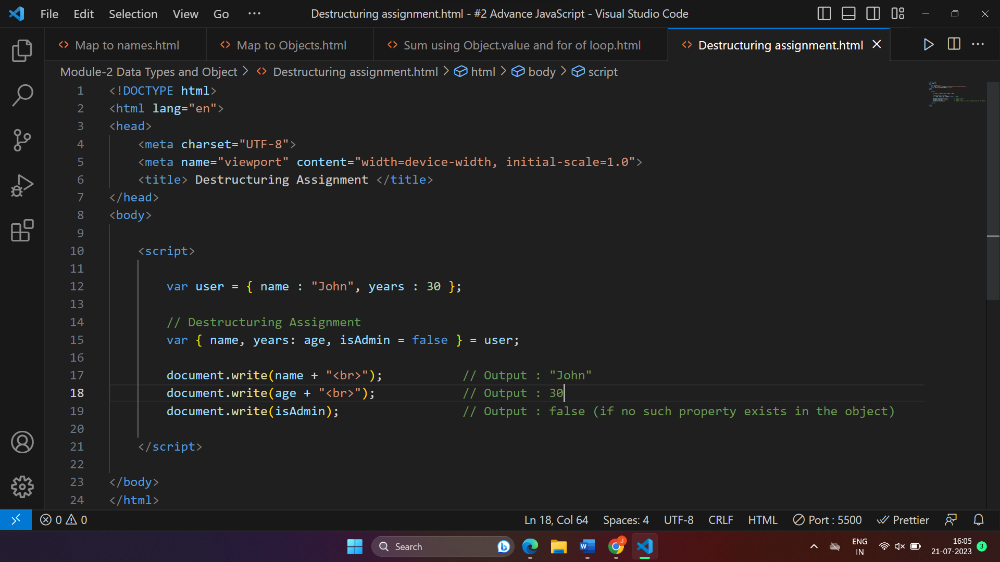 File Edit Selection View Go ··· Destructuring assignment.html - #2 Advance JavaScript - Visual Studio Code
Map to names.html Map to Objects.html Sum using Object.value and for of loop.html Destructuring assignment.html
Module-2 Data Types and Object > Destructuring assignment.html > html > body > script
1 <!DOCTYPE html>
2 <html lang="en">
3 <head>
4 <meta charset="UTF-8">
5 <meta name="viewport" content="width=device-width, initial-scale=1.0">
6 <title> Destructuring Assignment </title>
7 </head>
8 <body>
9
10 <script>
11
12 var user = { name : "John", years : 30 };
13
14 // Destructuring Assignment
15 var { name, years: age, isAdmin = false } = user;
16
17 document.write(name + "<br>"); // Output : "John"
18 document.write(age + "<br>"); // Output : 30
19 document.write(isAdmin); // Output : false (if no such property exists in the object)
20
21 </script>
22
23 </body>
24 </html>
0 0 Ln 18, Col 64 Spaces: 4 UTF-8 CRLF HTML Port : 5500 Prettier
Search W J ENG IN 16:05 21-07-2023 3